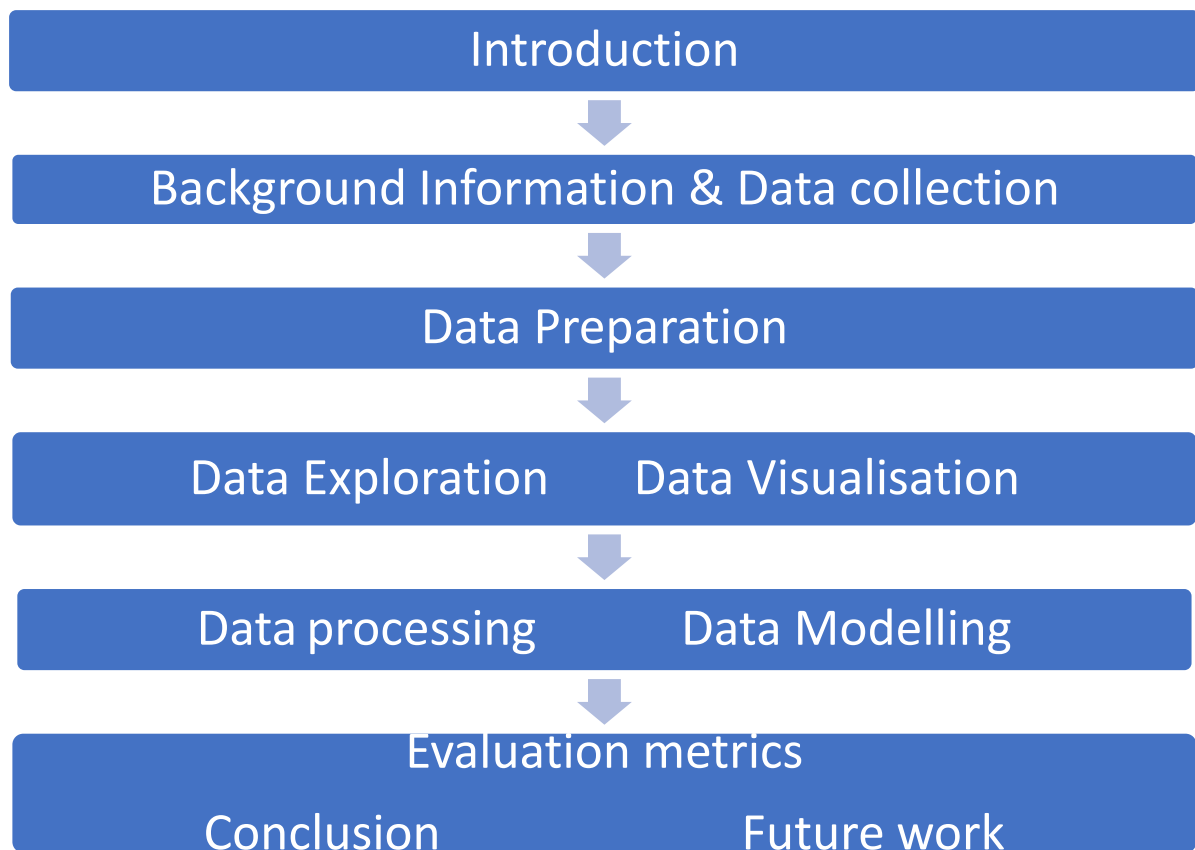 Introduction
Background Information & Data collection
Data Preparation
Data Exploration Data Visualisation
Data processing Data Modelling
Evaluation metrics
Conclusion Future work